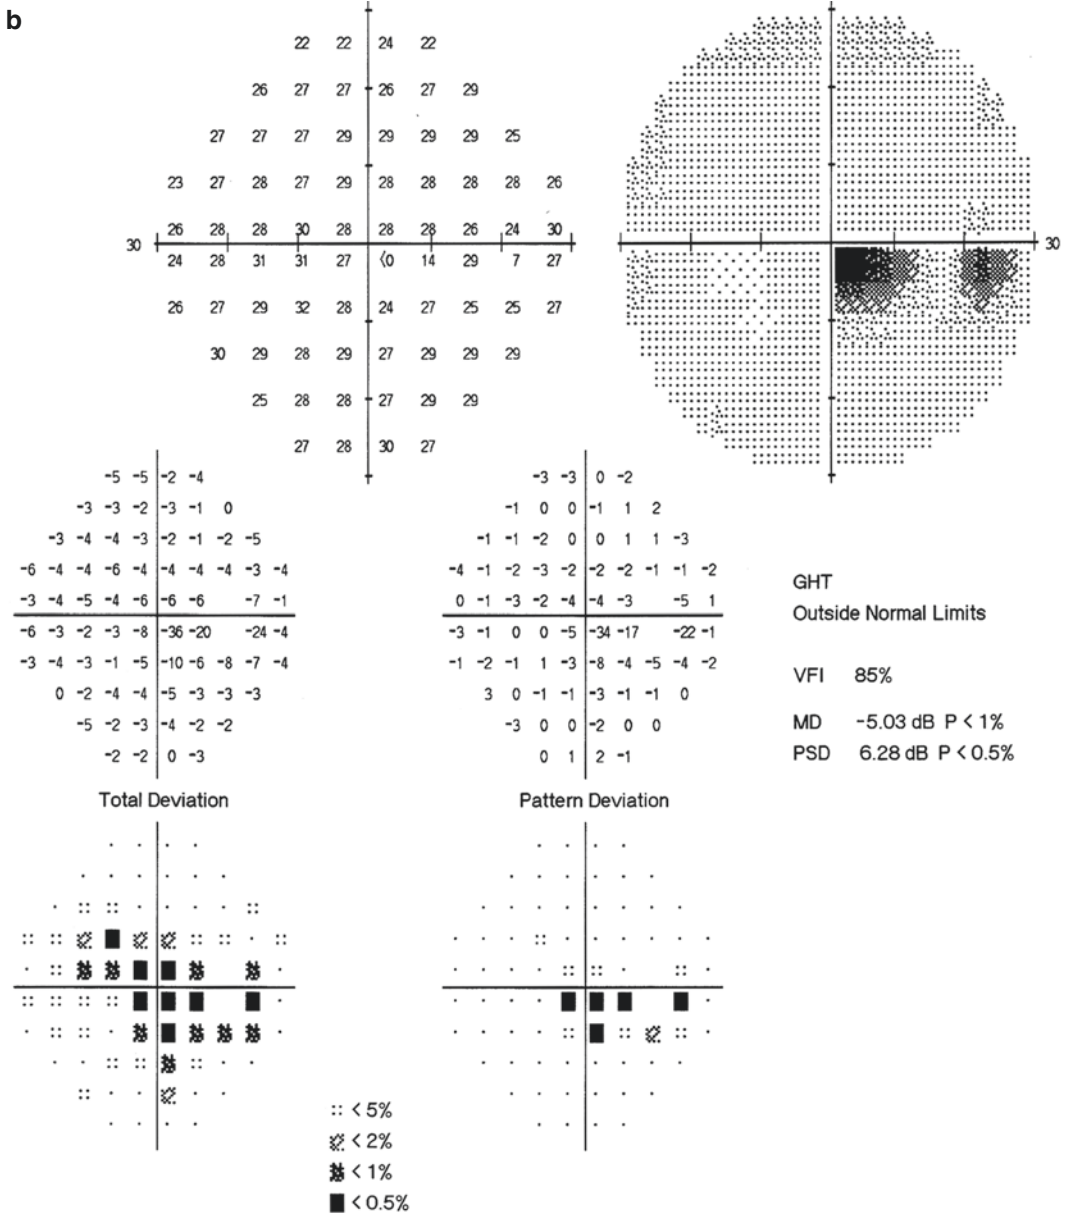 b
22 22 24 22
26 27 27 26 27 29
27 27 27 29 29 29 29 25
23 27 28 27 29 28 28 28 28 26
26 28 28 30 28 28 28 26 24 30
30
30
24 28 31 31 27 <0 14 29 7 27
26 27 29 32 28 24 27 25 25 27
30 29 28 29 27 29 29 29
25 28 28 27 29 29
27 28 30 27
-5 -5 -2 -4
-3 -3 -2 -3 -1 0
-3 -4 -4 -3 -2 -1 -2 -5
-6 -4 -4 -6 -4 -4 -4 -4 -3 -4
-3 -4 -5 -4 -6 -6 -6 -7 -1
-6 -3 -2 -3 -8 -36 -20 -24 -4
-3 -4 -3 -1 -5 -10 -6 -8 -7 -4
0 -2 -4 -4 -5 -3 -3 -3
-5 -2 -3 -4 -2 -2
-2 -2 0 -3
Total Deviation
-3 -3 0 -2
-1 0 0 -1 1 2
-1 -1 -2 0 0 1 1 -3
-4 -1 -2 -3 -2 -2 -2 -1 -1 -2
0 -1 -3 -2 -4 -4 -3 -5 1
-3 -1 0 0 -5 -34 -17 -22 -1
-1 -2 -1 1 -3 -8 -4 -5 -4 -2
3 0 -1 -1 -3 -1 -1 0
-3 0 0 -2 0 0
0 1 2 -1
Pattern Deviation
GHT
Outside Normal Limits
VFI 85%
MD -5.03 dB P < 1%
PSD 6.28 dB P < 0.5%
< 5%
< 2%
< 1%
< 0.5%